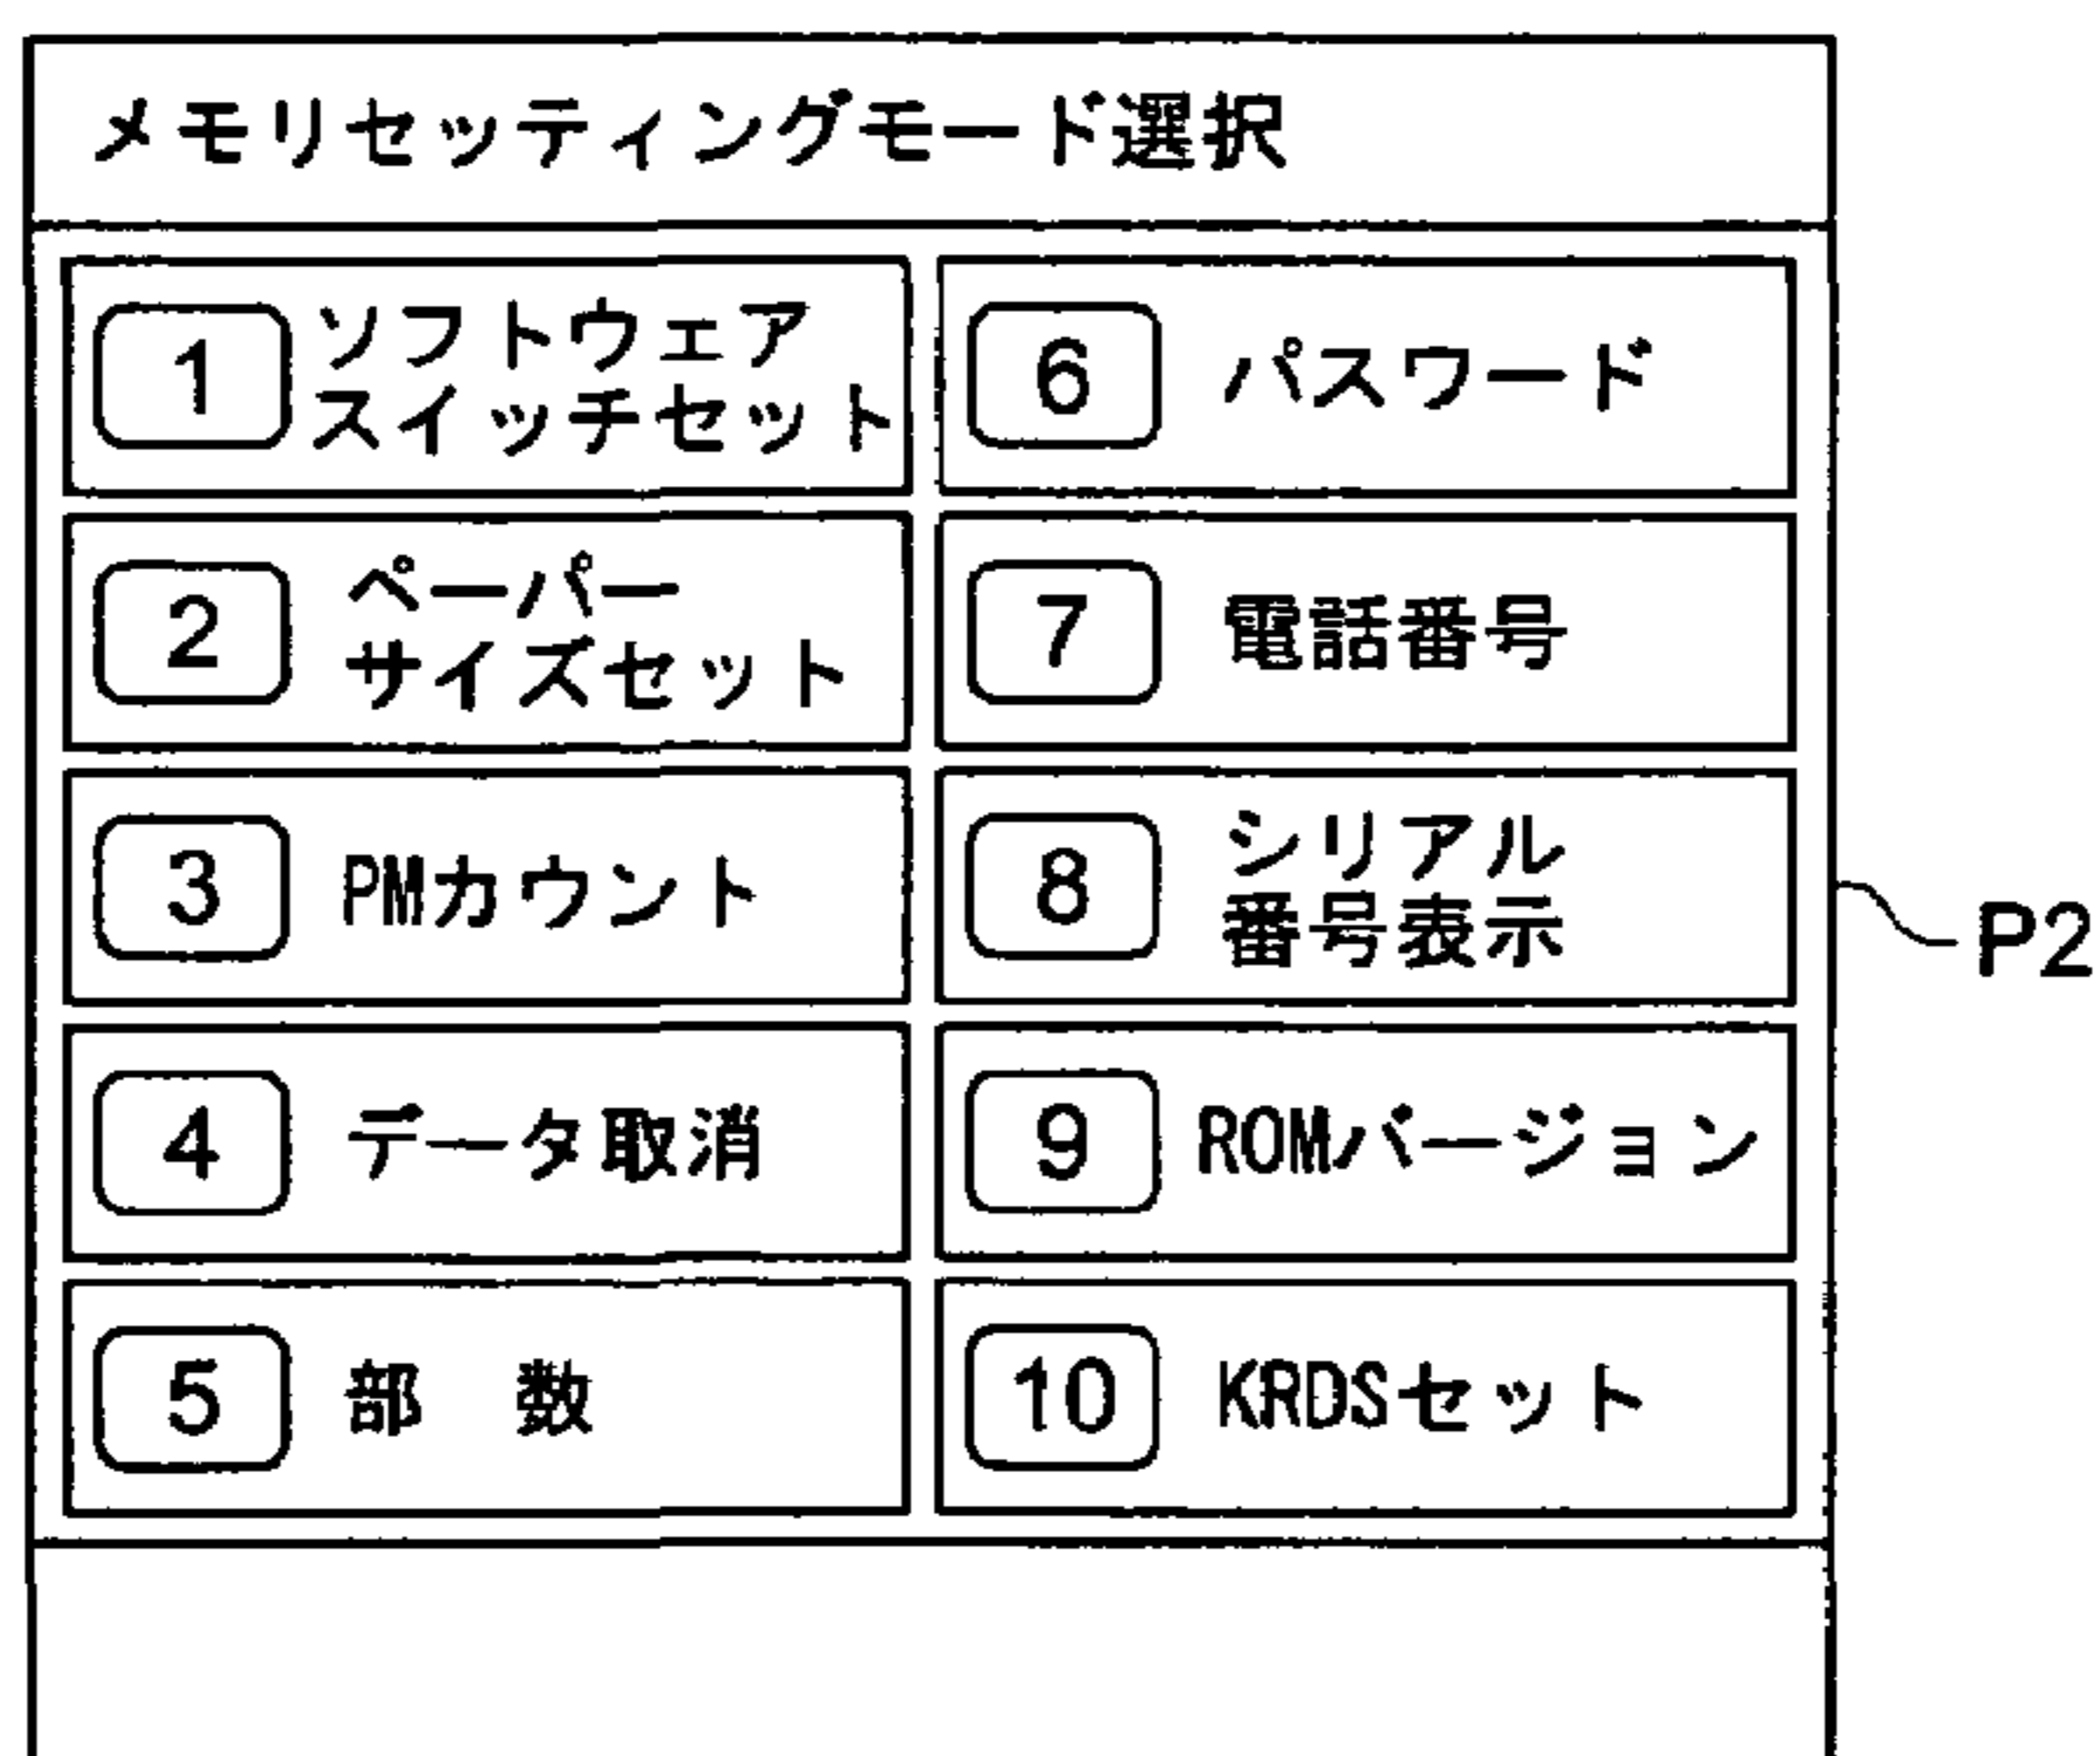 メモリセッティングモード選択
1 ソフトウェア
スイッチセット
2 ペーパー
サイズセット
3 PMカウント
4 データ取消
5 部 数
6 パスワード
7 電話番号
8 シリアル
番号表示
9 ROMバージョン
10 KRDSセット
P2